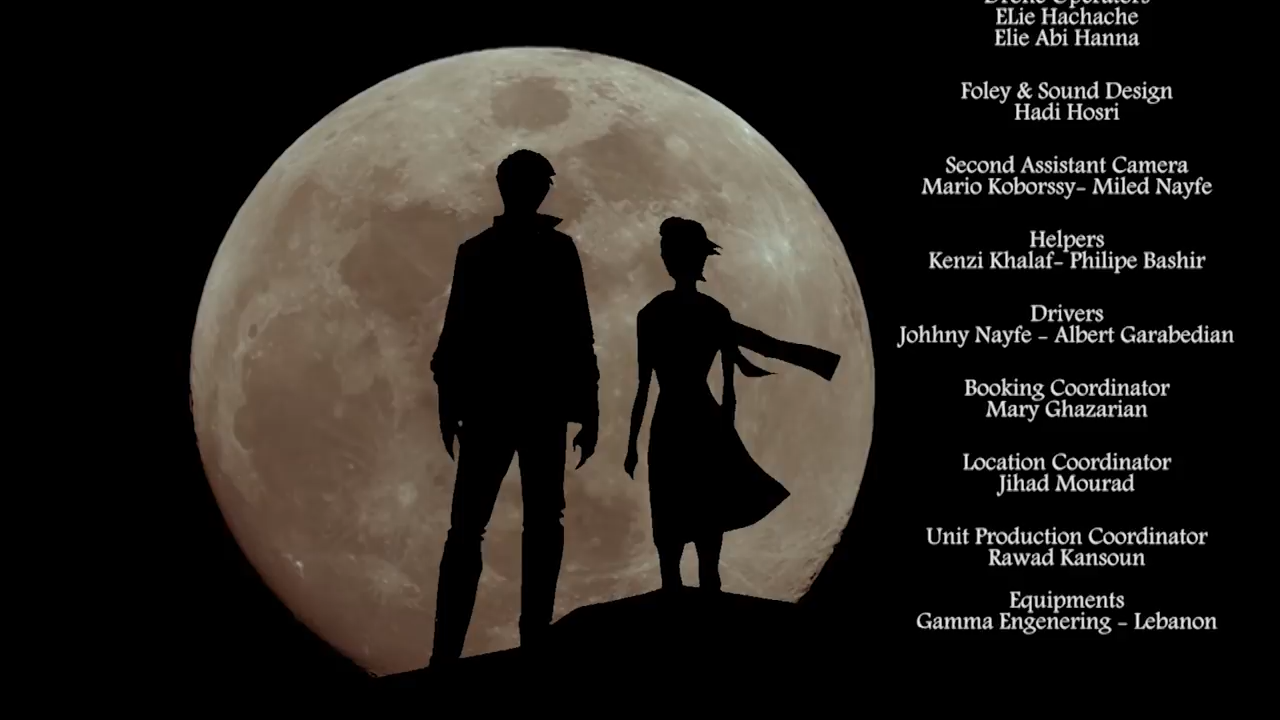 Drone Operators
ELie Hachache
Elie Abi Hanna
Foley & Sound Design
Hadi Hosri
Second Assistant Camera
Mario Koborssy- Miled Nayfe
Helpers
Kenzi Khalaf- Philipe Bashir
Drivers
Johhny Nayfe - Albert Garabedian
Booking Coordinator
Mary Ghazarian
Location Coordinator
Jihad Mourad
Unit Production Coordinator
Rawad Kansoun
Equipments
Gamma Engenering - Lebanon